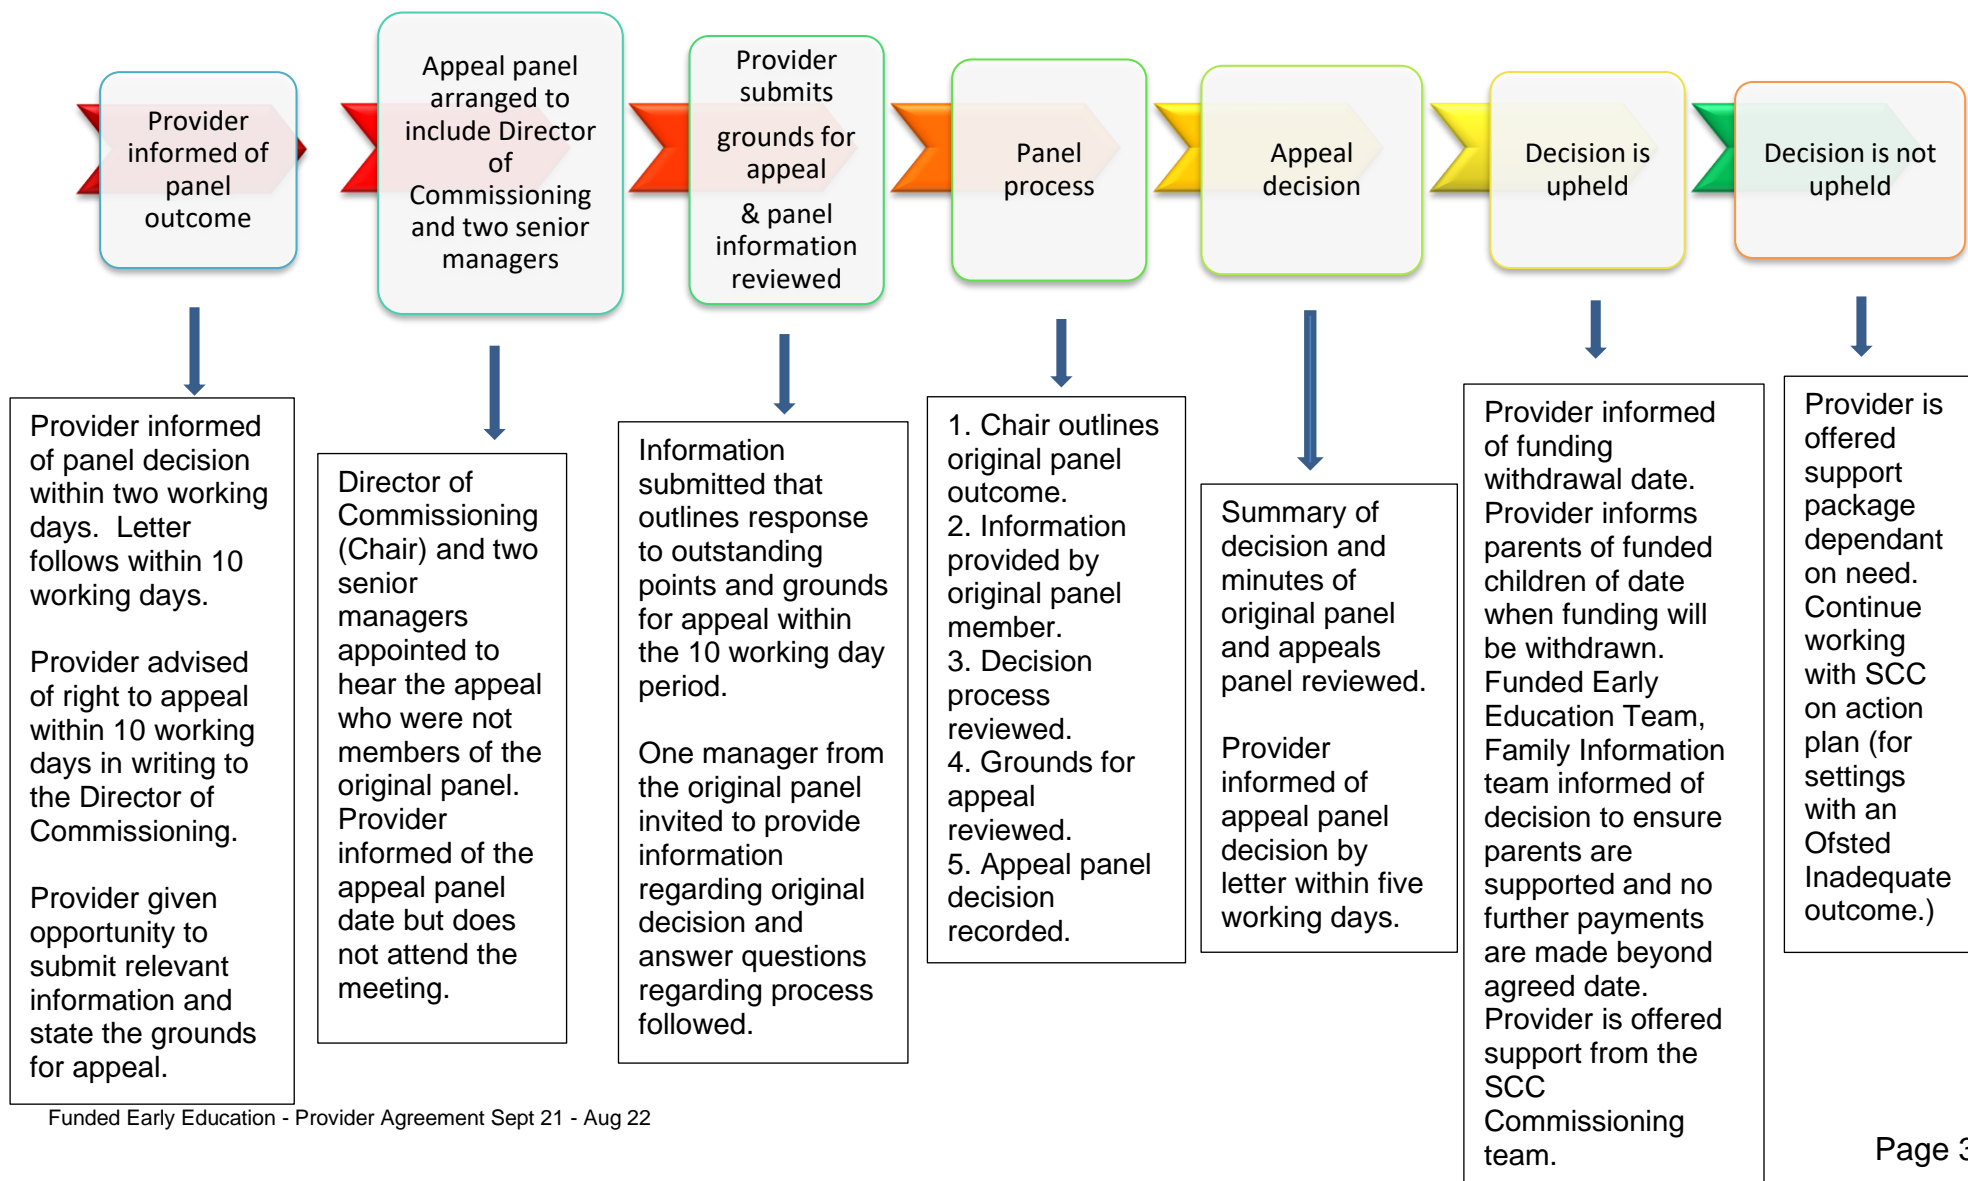 Provider
informed of
panel
outcome
Appeal panel
arranged to
include Director
of
Commissioning
and two senior
managers
Provider
submits
grounds for
appeal
& panel
information
reviewed
Panel
process
Appeal
decision
Decision is
upheld
Decision is not
upheld
Provider informed
of panel decision
within two working
days.  Letter
follows within 10
working days.
Provider advised
of right to appeal
within 10 working
days in writing to
the Director of
Commissioning.
Provider given
opportunity to
submit relevant
information and
state the grounds
for appeal.
Director of
Commissioning
(Chair) and two
senior
managers
appointed to
hear the appeal
who were not
members of the
original panel.
Provider
informed of the
appeal panel
date but does
not attend the
meeting.
Information
submitted that
outlines response
to outstanding
points and grounds
for appeal within
the 10 working day
period.
One manager from
the original panel
invited to provide
information
regarding original
decision and
answer questions
regarding process
followed.
1. Chair outlines
original panel
outcome.
2. Information
provided by
original panel
member.
3. Decision
process
reviewed.
4. Grounds for
appeal
reviewed.
5. Appeal panel
decision
recorded.
Summary of
decision and
minutes of
original panel
and appeals
panel reviewed.
Provider
informed of
appeal panel
decision by
letter within five
working days.
Provider informed
of funding
withdrawal date.
Provider informs
parents of funded
children of date
when funding will
be withdrawn.
Funded Early
Education Team,
Family Information
team informed of
decision to ensure
parents are
supported and no
further payments
are made beyond
agreed date.
Provider is offered
support from the
SCC
Commissioning
team.
Provider is
offered
support
package
dependant
on need.
Continue
working
with SCC
on action
plan (for
settings
with an
Ofsted
Inadequate
outcome.)
Funded Early Education - Provider Agreement Sept 21 - Aug 22
Page 3